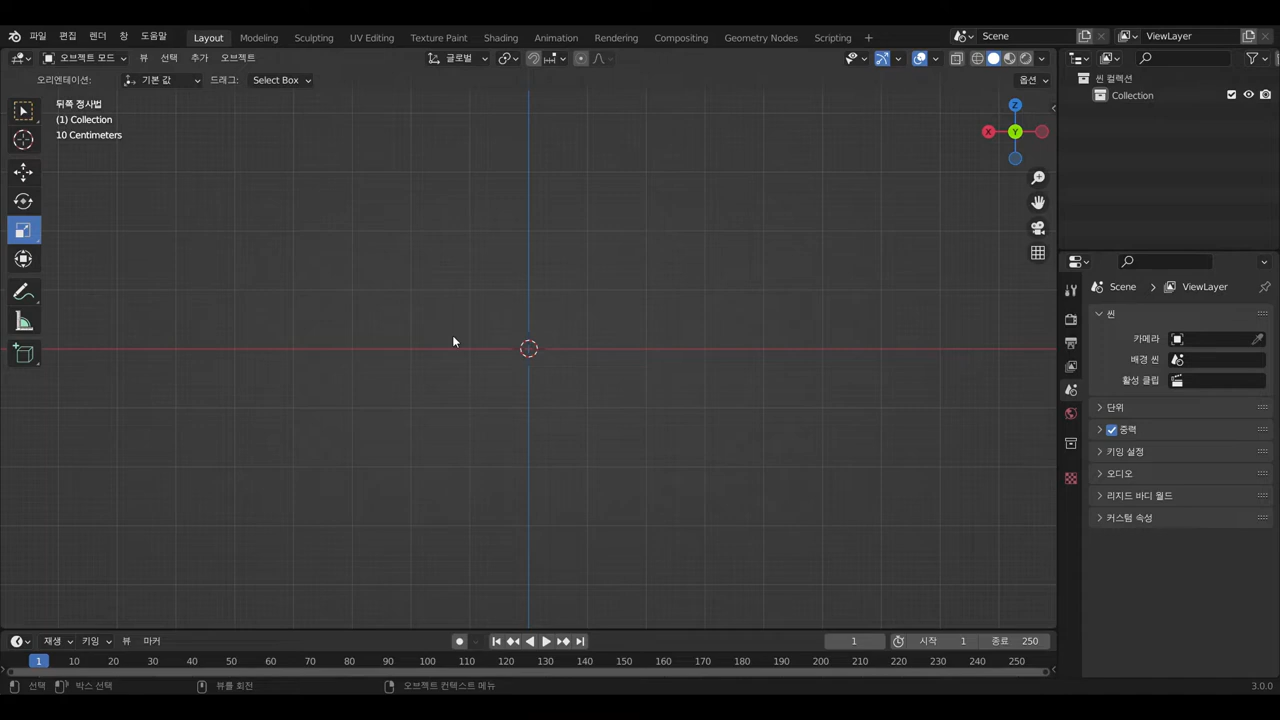 파일 편집 렌더 창 도움말 Layout Modeling Sculpting UV Editing Texture Paint Shading Animation Rendering Compositing Geometry Nodes Scripting + Scene ViewLayer
오브젝트 모드 뷰 선택 추가 오브젝트 글로벌
오리엔테이션: 기본 값 드래그: Select Box 옵션
씬 컬렉션
Collection
뒤쪽 정사법
(1) Collection
10 Centimeters
Z
X
Y
Scene > ViewLayer
씬
카메라
배경 씬
활성 클립
단위
중력
키잉 설정
오디오
리지드 바디 월드
커스텀 속성
재생 키잉 뷰 마커 1 시작 1 종료 250
1 10 20 30 40 50 60 70 80 90 100 110 120 130 140 150 160 170 180 190 200 210 220 230 240 250
선택 박스 선택 뷰를 회전 오브젝트 컨텍스트 메뉴 3.0.0